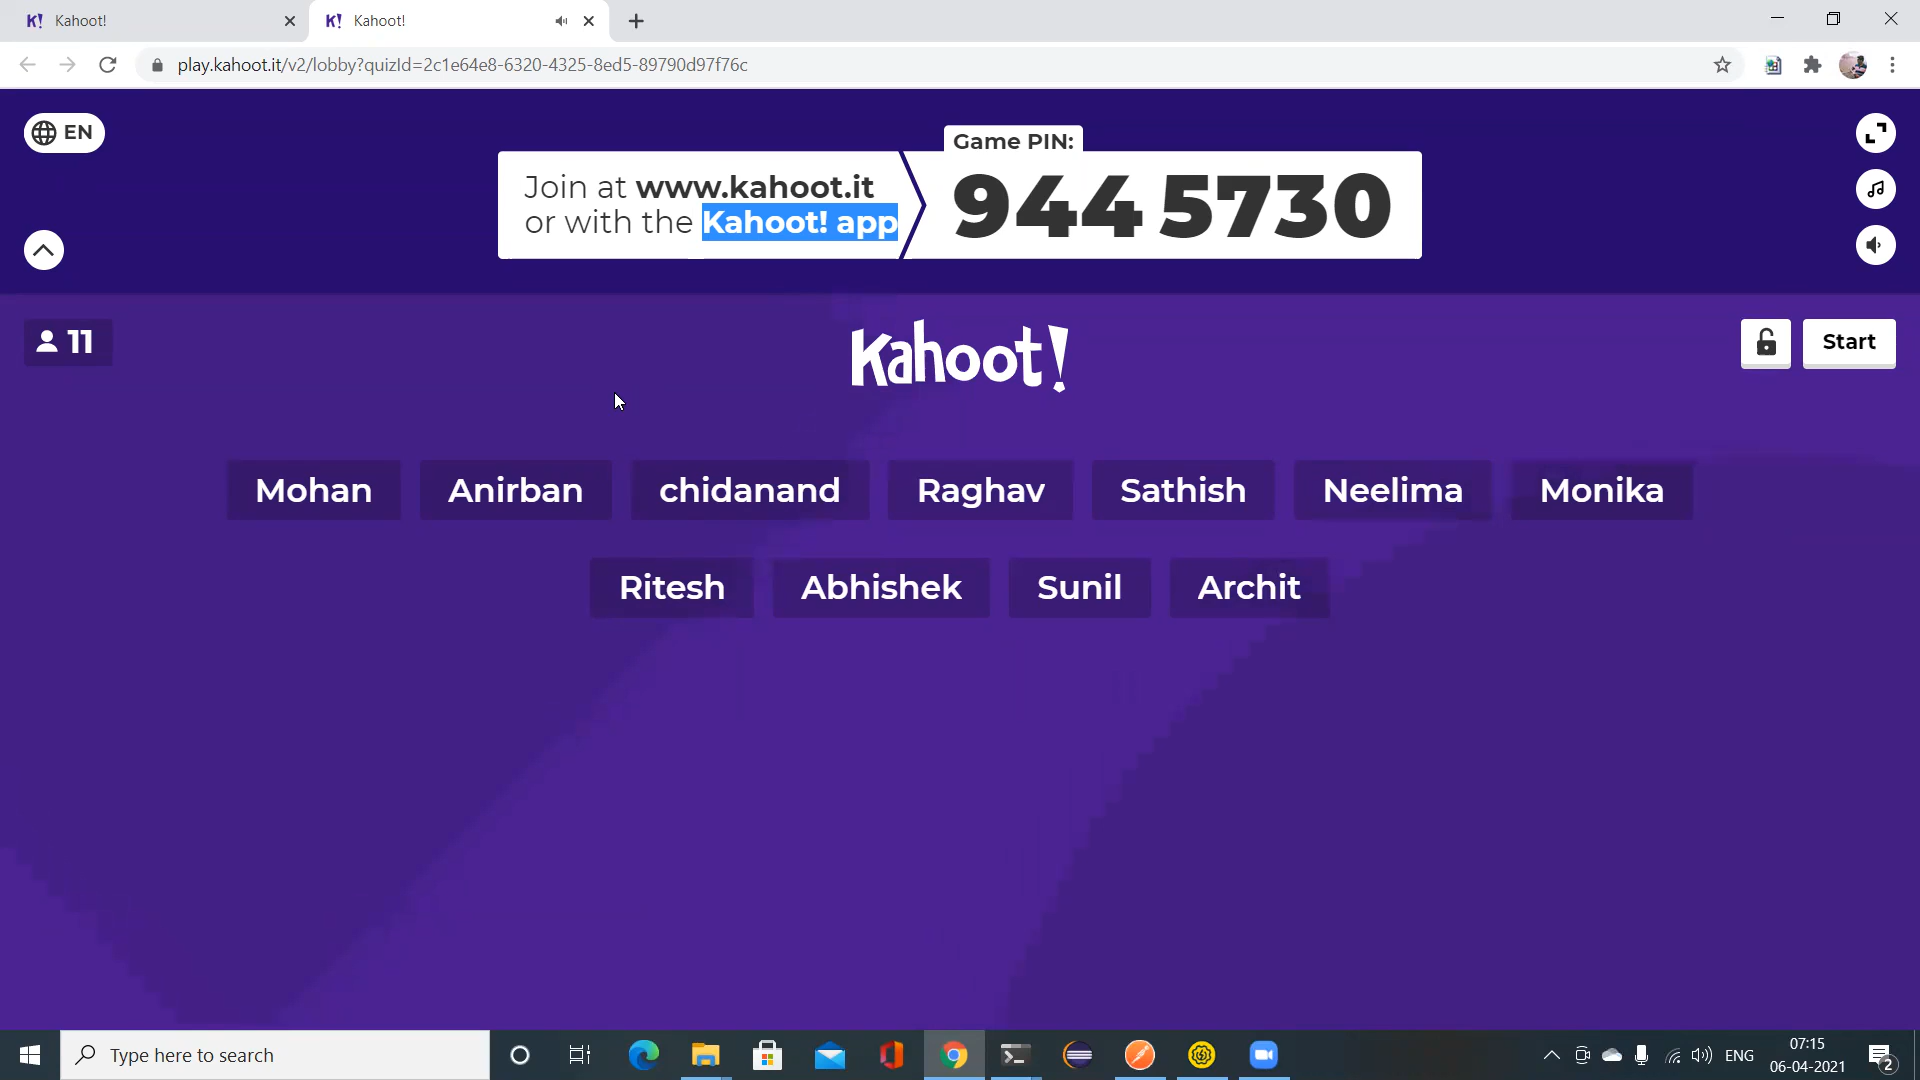 Kahoot!
Kahoot!
play.kahoot.it/v2/lobby?quizId=2c1e64e8-6320-4325-8ed5-89790d97f76c
EN
Game PIN:
Join at www.kahoot.it
or with the Kahoot! app
944 5730
11
Kahoot!
Start
Mohan Anirban chidanand Raghav Sathish Neelima Monika
Ritesh Abhishek Sunil Archit
Type here to search
ENG
07:15
06-04-2021
2